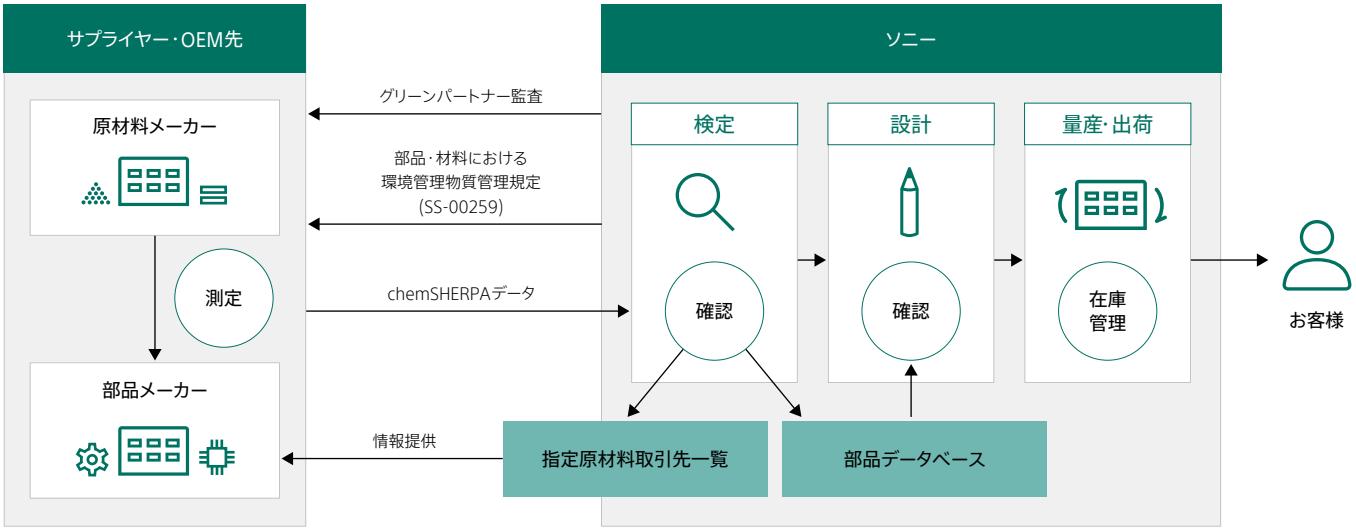 サプライヤー・OEM先
原材料メーカー
測定
部品メーカー
グリーンパートナー監査
部品・材料における
環境管理物質管理規定
(SS-00259)
chemSHERPAデータ
情報提供
ソニー
検定
確認
設計
確認
量産・出荷
在庫
管理
指定原材料取引先一覧
部品データベース
お客様